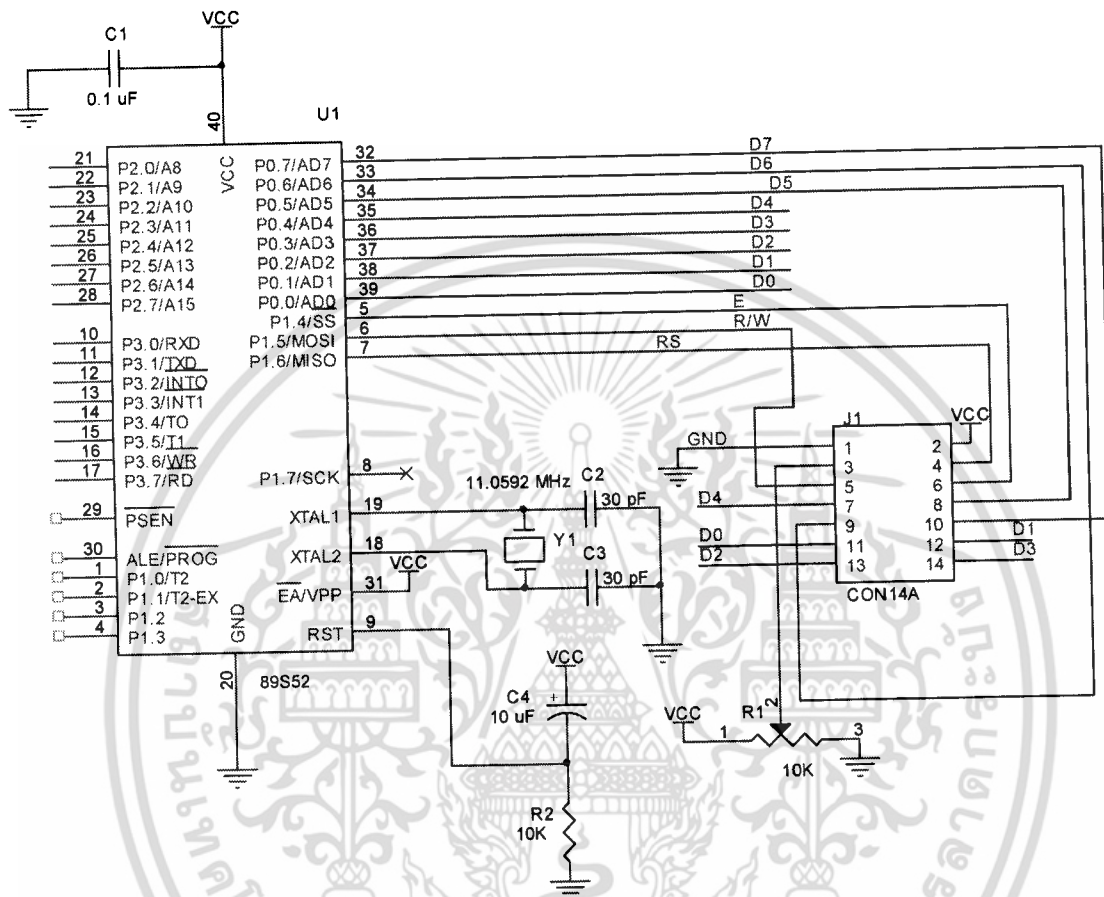 VCC
C1
0.1 uF
U1
40
VCC
21 P2.0/A8
22 P2.1/A9
23 P2.2/A10
24 P2.3/A11
25 P2.4/A12
26 P2.5/A13
27 P2.6/A14
28 P2.7/A15
10 P3.0/RXD
11 P3.1/TXD
12 P3.2/INTO
13 P3.3/INT1
14 P3.4/TO
15 P3.5/T1
16 P3.6/WR
17 P3.7/RD
29 PSEN
30 ALE/PROG
1 P1.0/T2
2 P1.1/T2-EX
3 P1.2
4 P1.3
GND
20
89S52
P0.7/AD7 32 D7
P0.6/AD6 33 D6
P0.5/AD5 34 D5
P0.4/AD4 35 D4
P0.3/AD3 36 D3
P0.2/AD2 37 D2
P0.1/AD1 38 D1
P0.0/AD0 39 D0
P1.4/SS 5 E
P1.5/MOSI 6 R/W
P1.6/MISO 7 RS
P1.7/SCK 8
XTAL1 19
XTAL2 18
EA/VPP 31 VCC
RST 9
11.0592 MHz
Y1
C2
30 pF
C3
30 pF
VCC
C4
+
10 uF
R2
10K
J1
VCC
GND 1 2
3 4
5 6
D4 7 8
9 10
D0 11 12 D1
D2 13 14 D3
CON14A
VCC 1 R1 2 3
10K